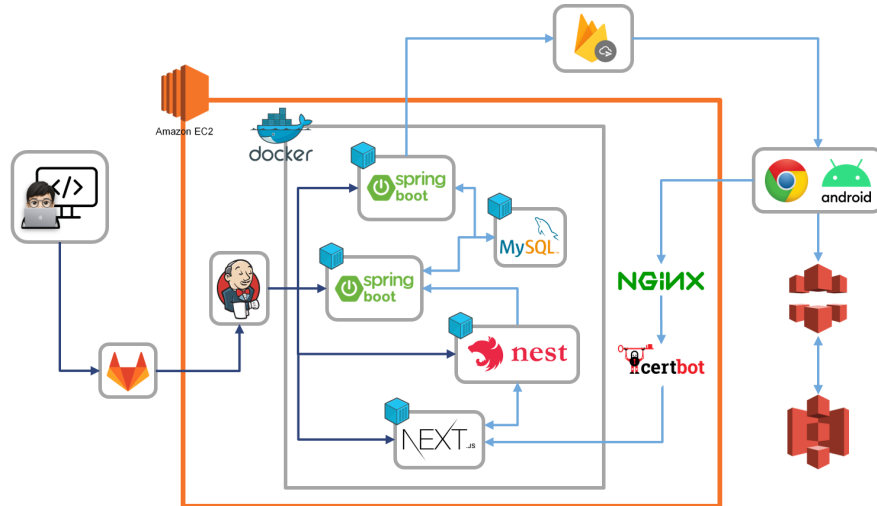 Amazon EC2
docker
spring
boot
MySQL
android
spring
boot
NGINX
nest
certbot
NEXT
.JS